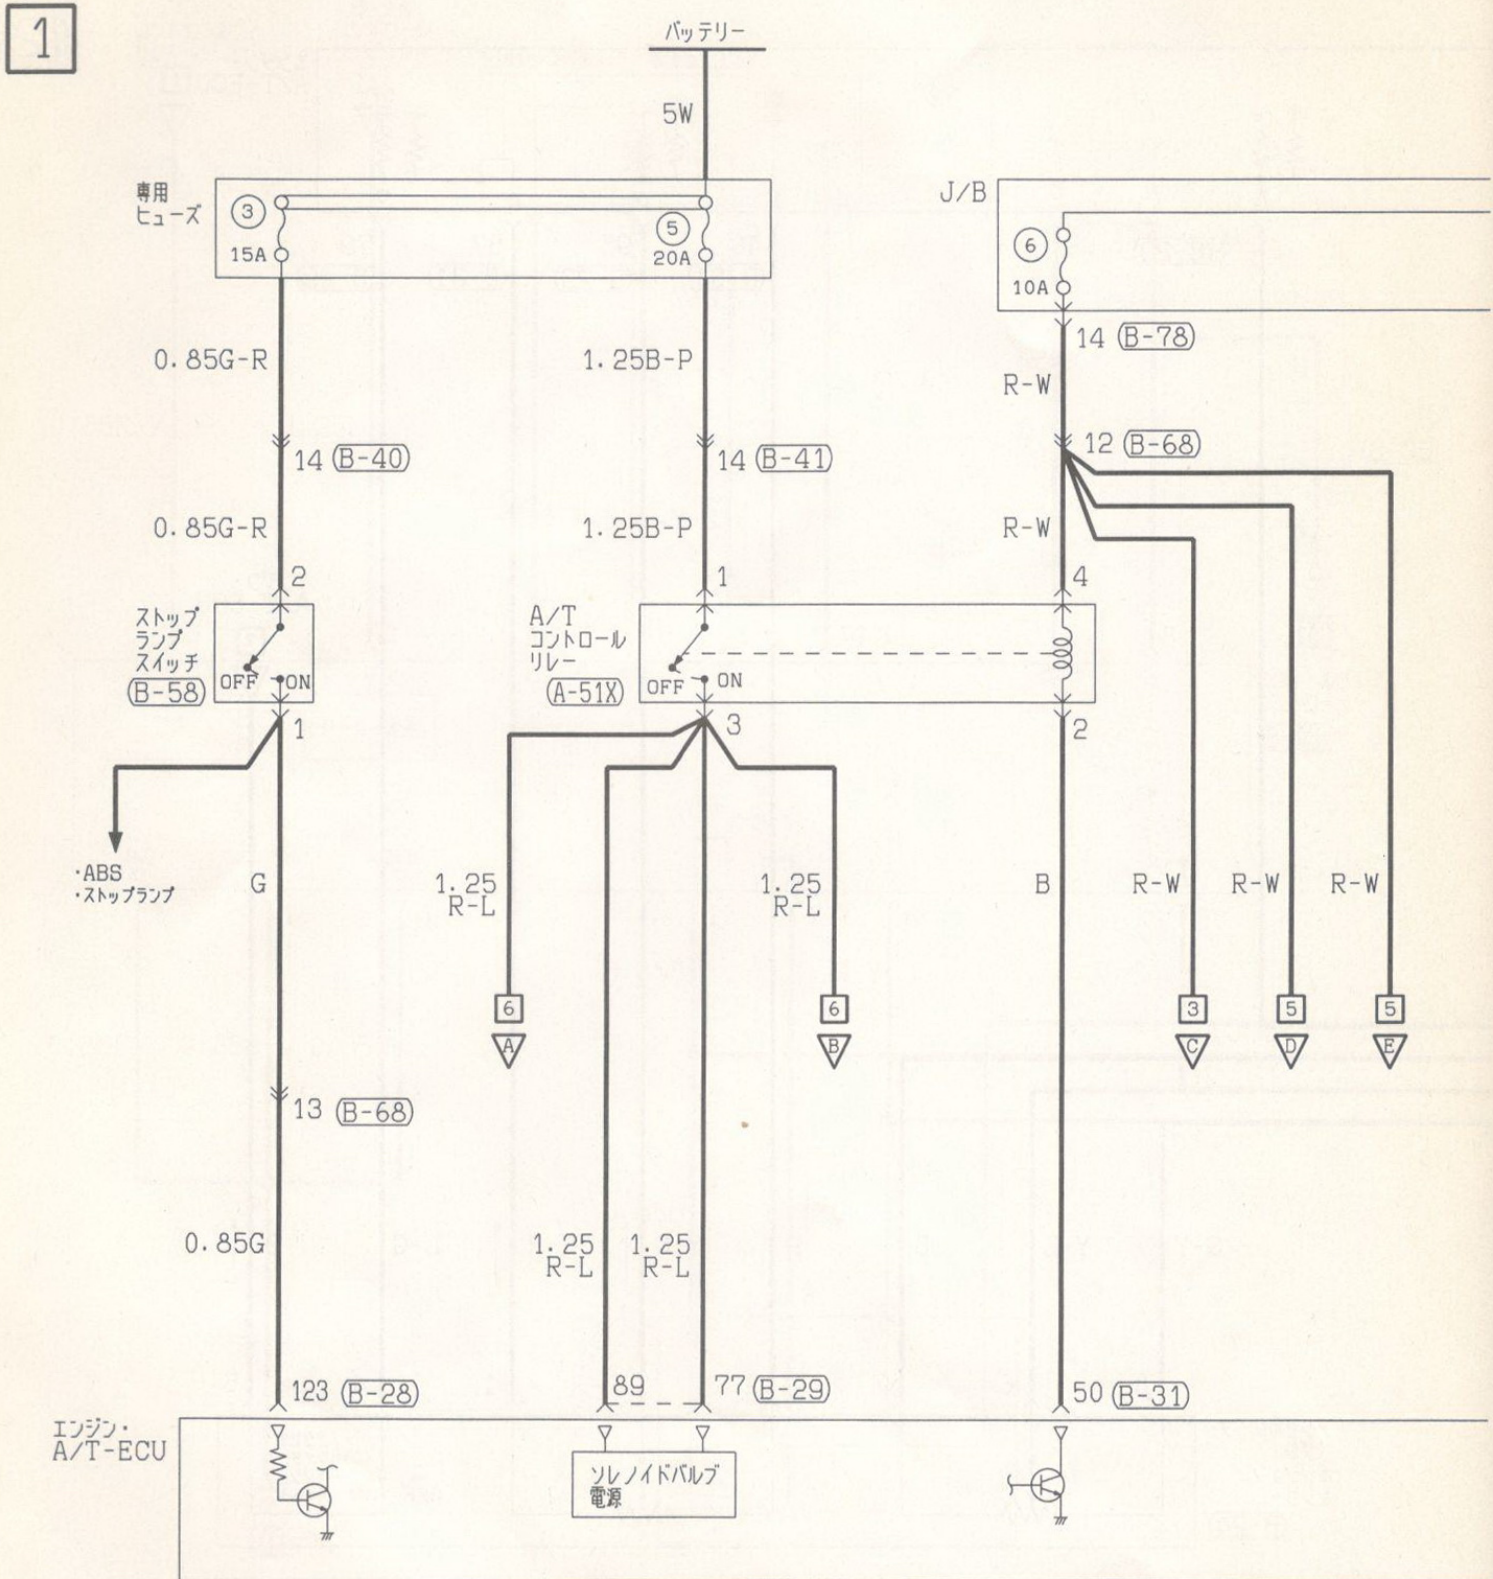 1
バッテリー
5W
専用
ヒューズ
3
15A
5
20A
J/B
6
10A
14 B-78
0.85G-R
1.25B-P
R-W
14 B-40
14 B-41
12 B-68
0.85G-R
1.25B-P
R-W
2
1
4
ストップ
ランプ
スイッチ
B-58
OFF ON
A/T
コントロール
リレー
A-51X
OFF ON
1
3
2
・ABS
・ストップランプ
G
1.25
R-L
1.25
R-L
B
R-W
R-W
R-W
6
A
6
B
3
C
5
D
5
E
13 B-68
0.85G
1.25
R-L
1.25
R-L
123 B-28
89
77 B-29
50 B-31
エンジン・
A/T-ECU
ソレノイドバルブ
電源